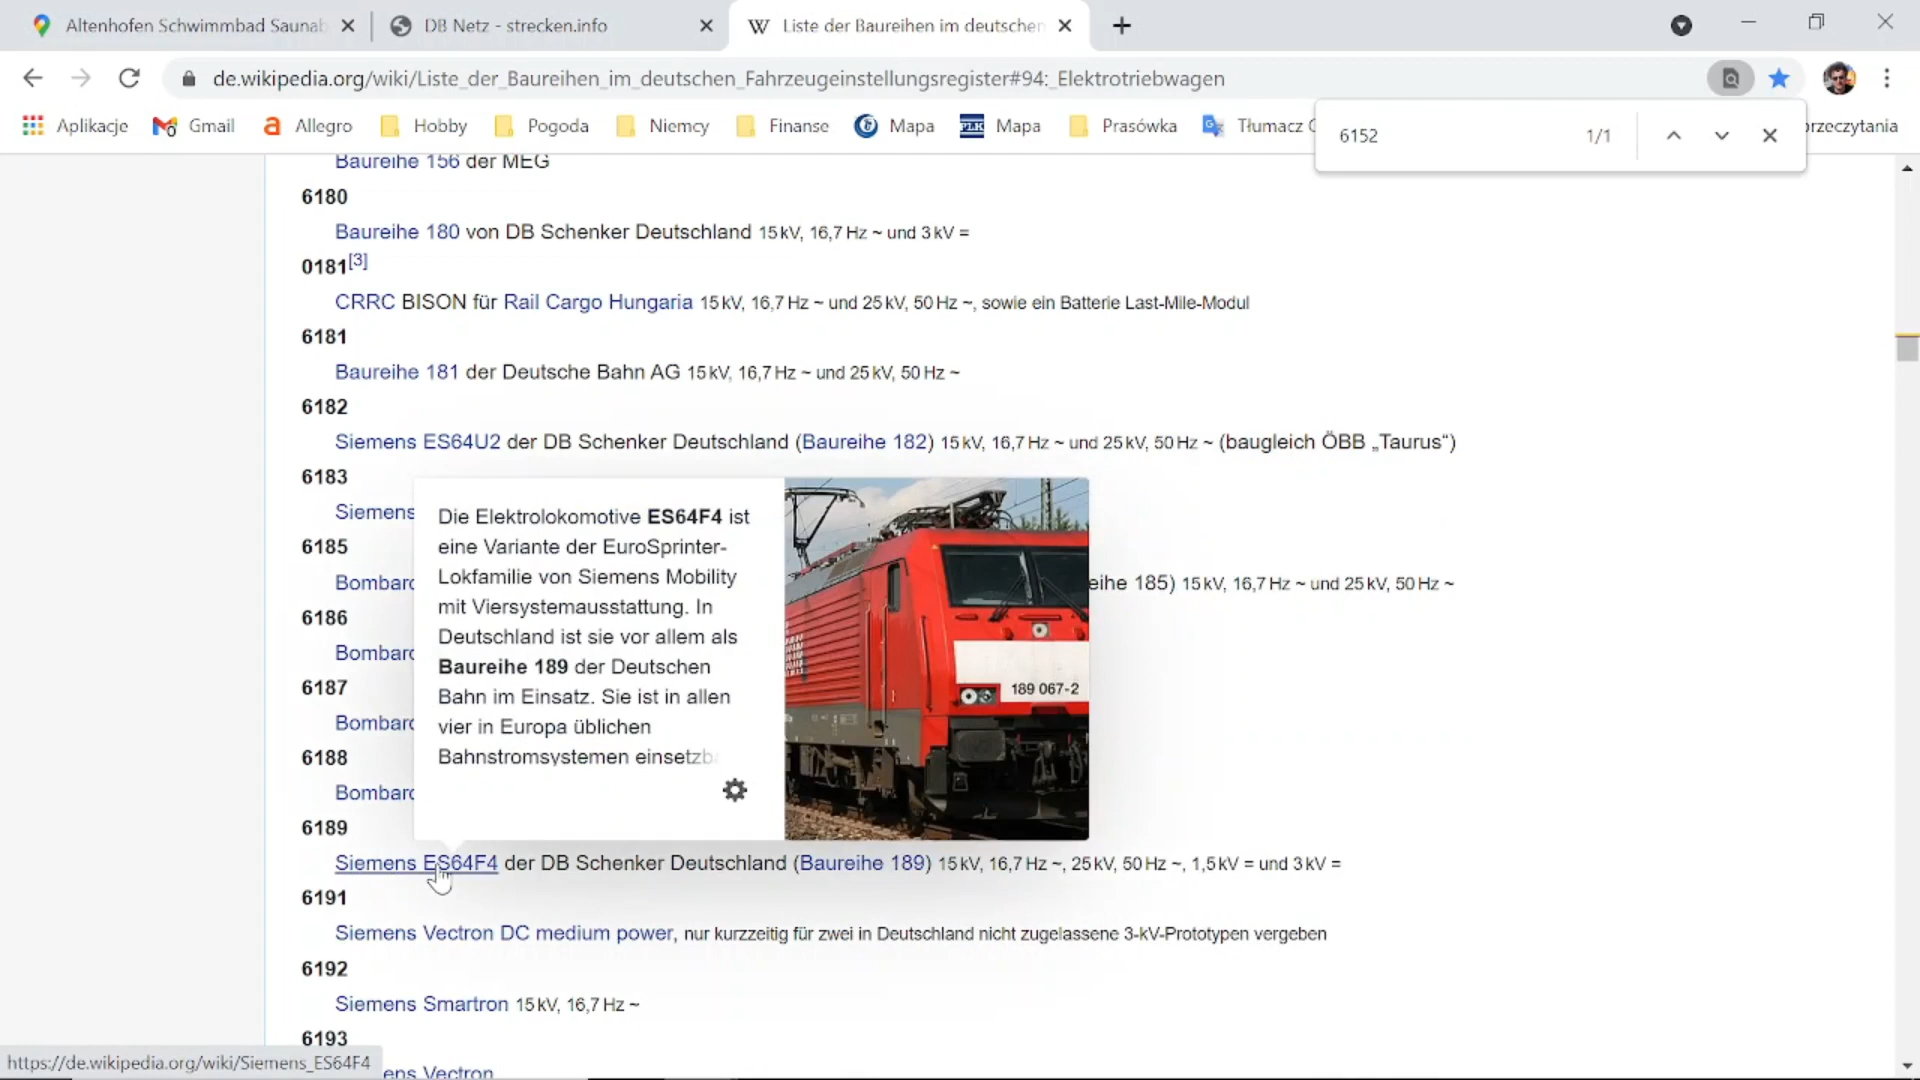 Altenhofen Schwimmbad Saunab
DB Netz - strecken.info
Liste der Baureihen im deutschen
de.wikipedia.org/wiki/Liste_der_Baureihen_im_deutschen_Fahrzeugeinstellungsregister#94:_Elektrotriebwagen
Aplikacje
Gmail
Allegro
Hobby
Pogoda
Niemcy
Finanse
Mapa
PLK
Mapa
Prasówka
Tłumacz
przeczytania
6152
1/1
Baureihe 156 der MEG
6180
Baureihe 180 von DB Schenker Deutschland 15 kV, 16,7 Hz ~ und 3 kV =
0181[3]
CRRC BISON für Rail Cargo Hungaria 15 kV, 16,7 Hz ~ und 25 kV, 50 Hz ~, sowie ein Batterie Last-Mile-Modul
6181
Baureihe 181 der Deutsche Bahn AG 15 kV, 16,7 Hz ~ und 25 kV, 50 Hz ~
6182
Siemens ES64U2 der DB Schenker Deutschland (Baureihe 182) 15 kV, 16,7 Hz ~ und 25 kV, 50 Hz ~ (baugleich ÖBB „Taurus“)
6183
Siemens
6185
Bombard eihe 185) 15 kV, 16,7 Hz ~ und 25 kV, 50 Hz ~
6186
Bombard
6187
Bombard
6188
Bombard
Die Elektrolokomotive ES64F4 ist
eine Variante der EuroSprinter-
Lokfamilie von Siemens Mobility
mit Viersystemausstattung. In
Deutschland ist sie vor allem als
Baureihe 189 der Deutschen
Bahn im Einsatz. Sie ist in allen
vier in Europa üblichen
Bahnstromsystemen einsetzba
189 067-2
6189
Siemens ES64F4 der DB Schenker Deutschland (Baureihe 189) 15 kV, 16,7 Hz ~, 25 kV, 50 Hz ~, 1,5 kV = und 3 kV =
6191
Siemens Vectron DC medium power, nur kurzzeitig für zwei in Deutschland nicht zugelassene 3-kV-Prototypen vergeben
6192
Siemens Smartron 15 kV, 16,7 Hz ~
6193
ens Vectron
https://de.wikipedia.org/wiki/Siemens_ES64F4